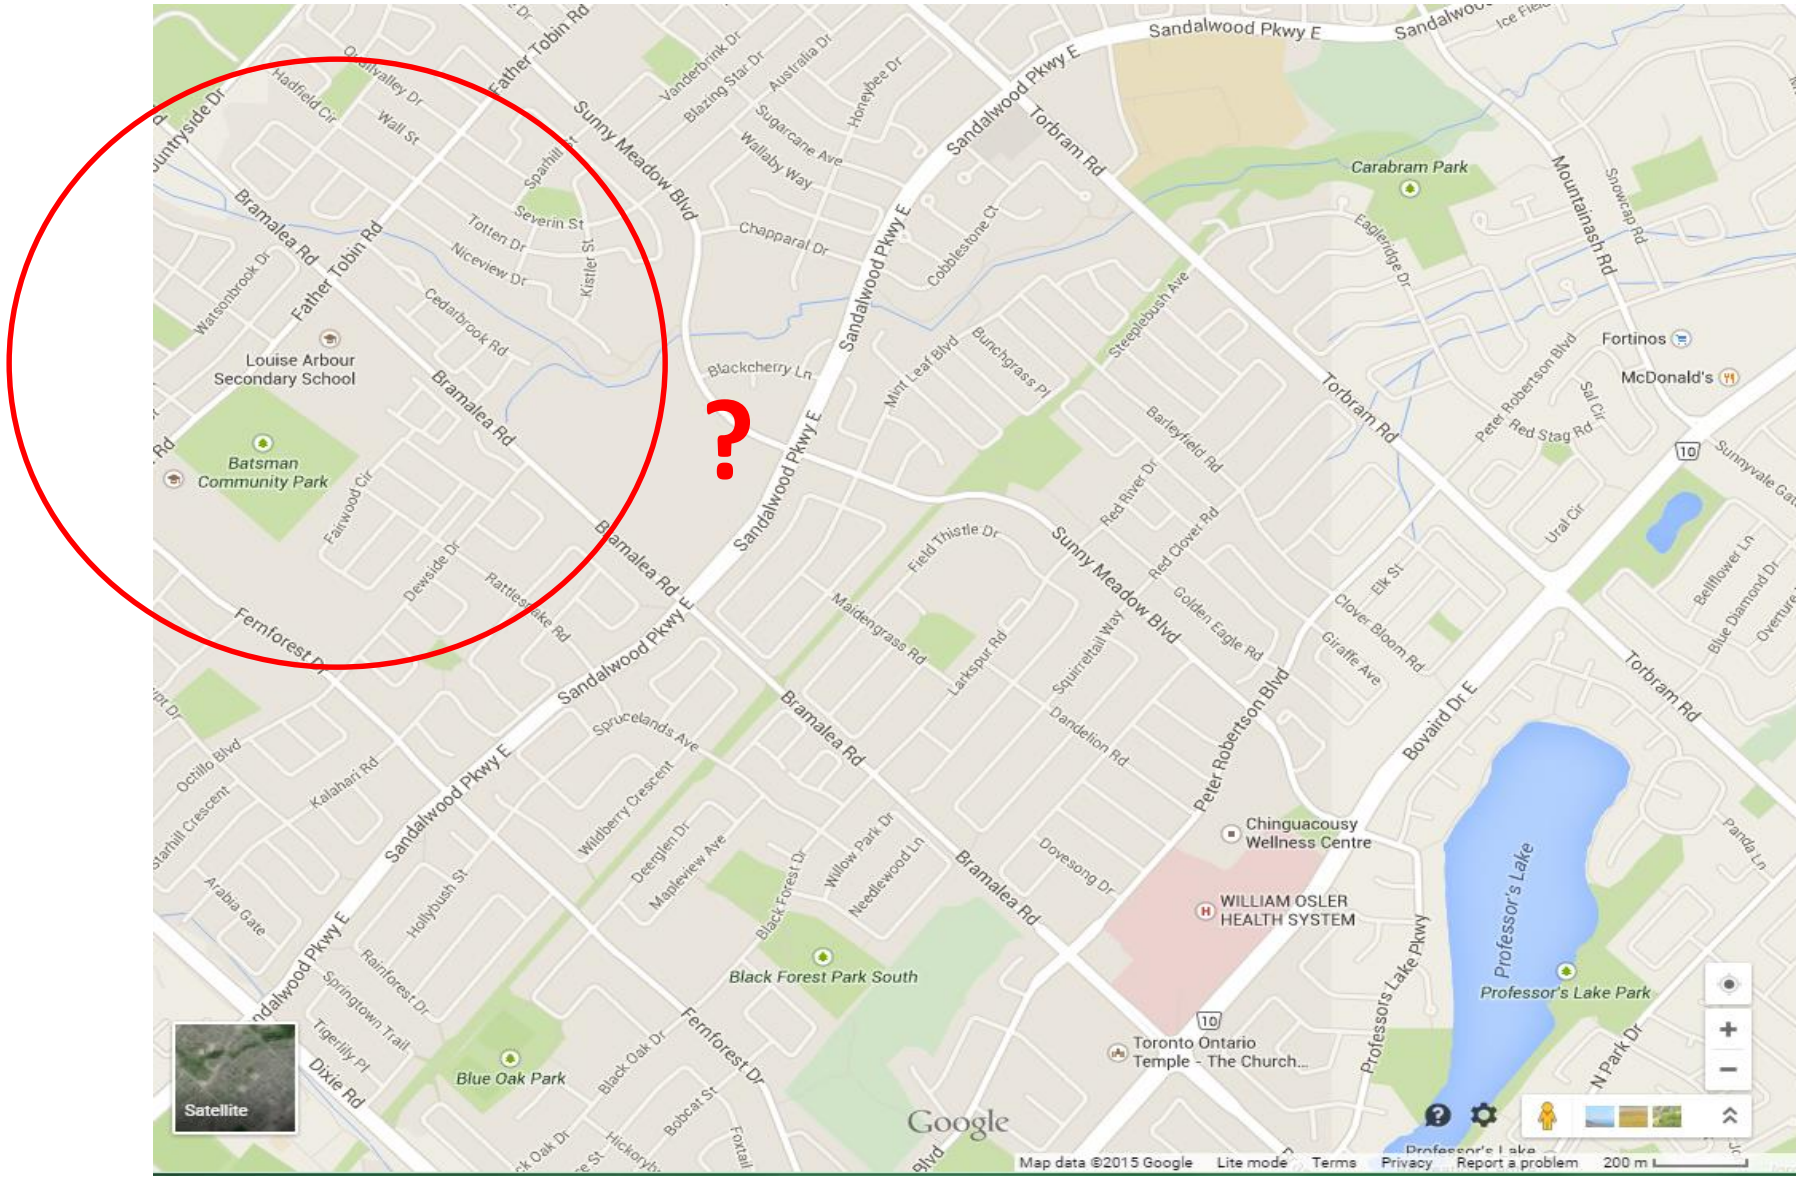 Sandalwood Pkwy E
Father Tobin Rd
Quailvalley Dr
Hadfield Cir
Wall St
Countryside Dr
Vanderbrink Dr
Blazing Star Dr
Australia Dr
Honeybee Dr
Sugarcane Ave
Wallaby Way
Sunny Meadow Blvd
Sparhill St
Severin St
Totten Dr
Niceview Dr
Kistler St
Chapparal Dr
Sandalwood Pkwy E
Torbram Rd
Carabram Park
Mountainash Rd
Snowcap Rd
Eagleridge Dr
Cobblestone Ct
Sandalwood Pkwy E
Bramalea Rd
Father Tobin Rd
Watsonbrook Dr
Cedarbrook Rd
Louise Arbour
Secondary School
Blackcherry Ln
Sandalwood Pkwy E
Mint Leaf Blvd
Bunchgrass Pl
Steeplebush Ave
Fortinos
McDonald's
Peter Robertson Blvd
Sal Cir
Red Stag Rd
10
Sunnyvale Gat
Torbram Rd
Barleyfield Rd
Bramalea Rd
?
Batsman
Community Park
Fairwood Cir
Dewside Dr
Rattlesnake Rd
Bramalea Rd
Sandalwood Pkwy E
Field Thistle Dr
Red River Dr
Red Clover Rd
Sunny Meadow Blvd
Ural Cir
Elk St
Clover Bloom Rd
Giraffe Ave
Golden Eagle Rd
Squirreltail Way
Larkspur Rd
Maidengrass Rd
Bellflower Ln
Blue Diamond Dr
Overture
Torbram Rd
Fernforest Dr
Sandalwood Pkwy E
Sprucelands Ave
Bramalea Rd
Dandelion Rd
Peter Robertson Blvd
Bovaird Dr E
Octillo Blvd
Kalahari Rd
Starhill Crescent
Sandalwood Pkwy E
Wildberry Crescent
Deerglen Dr
Mapleview Ave
Willow Park Dr
Needlewood Ln
Black Forest Dr
Bramalea Rd
Dovesong Dr
Chinguacousy
Wellness Centre
WILLIAM OSLER
HEALTH SYSTEM
Professors Lake Pkwy
Professor's Lake
Panda Ln
Arabia Gate
Hollybush St
Rainforest Dr
Springtown Trail
Tigerlily Pl
Dixie Rd
Black Forest Park South
Professor's Lake Park
N Park Dr
10
Toronto Ontario
Temple - The Church...
Blue Oak Park
Black Oak Dr
Fernforest Dr
Bobcat St
Foxtail
Satellite
Google
Professor's Lake
Map data ©2015 Google Lite mode Terms Privacy Report a problem 200 m